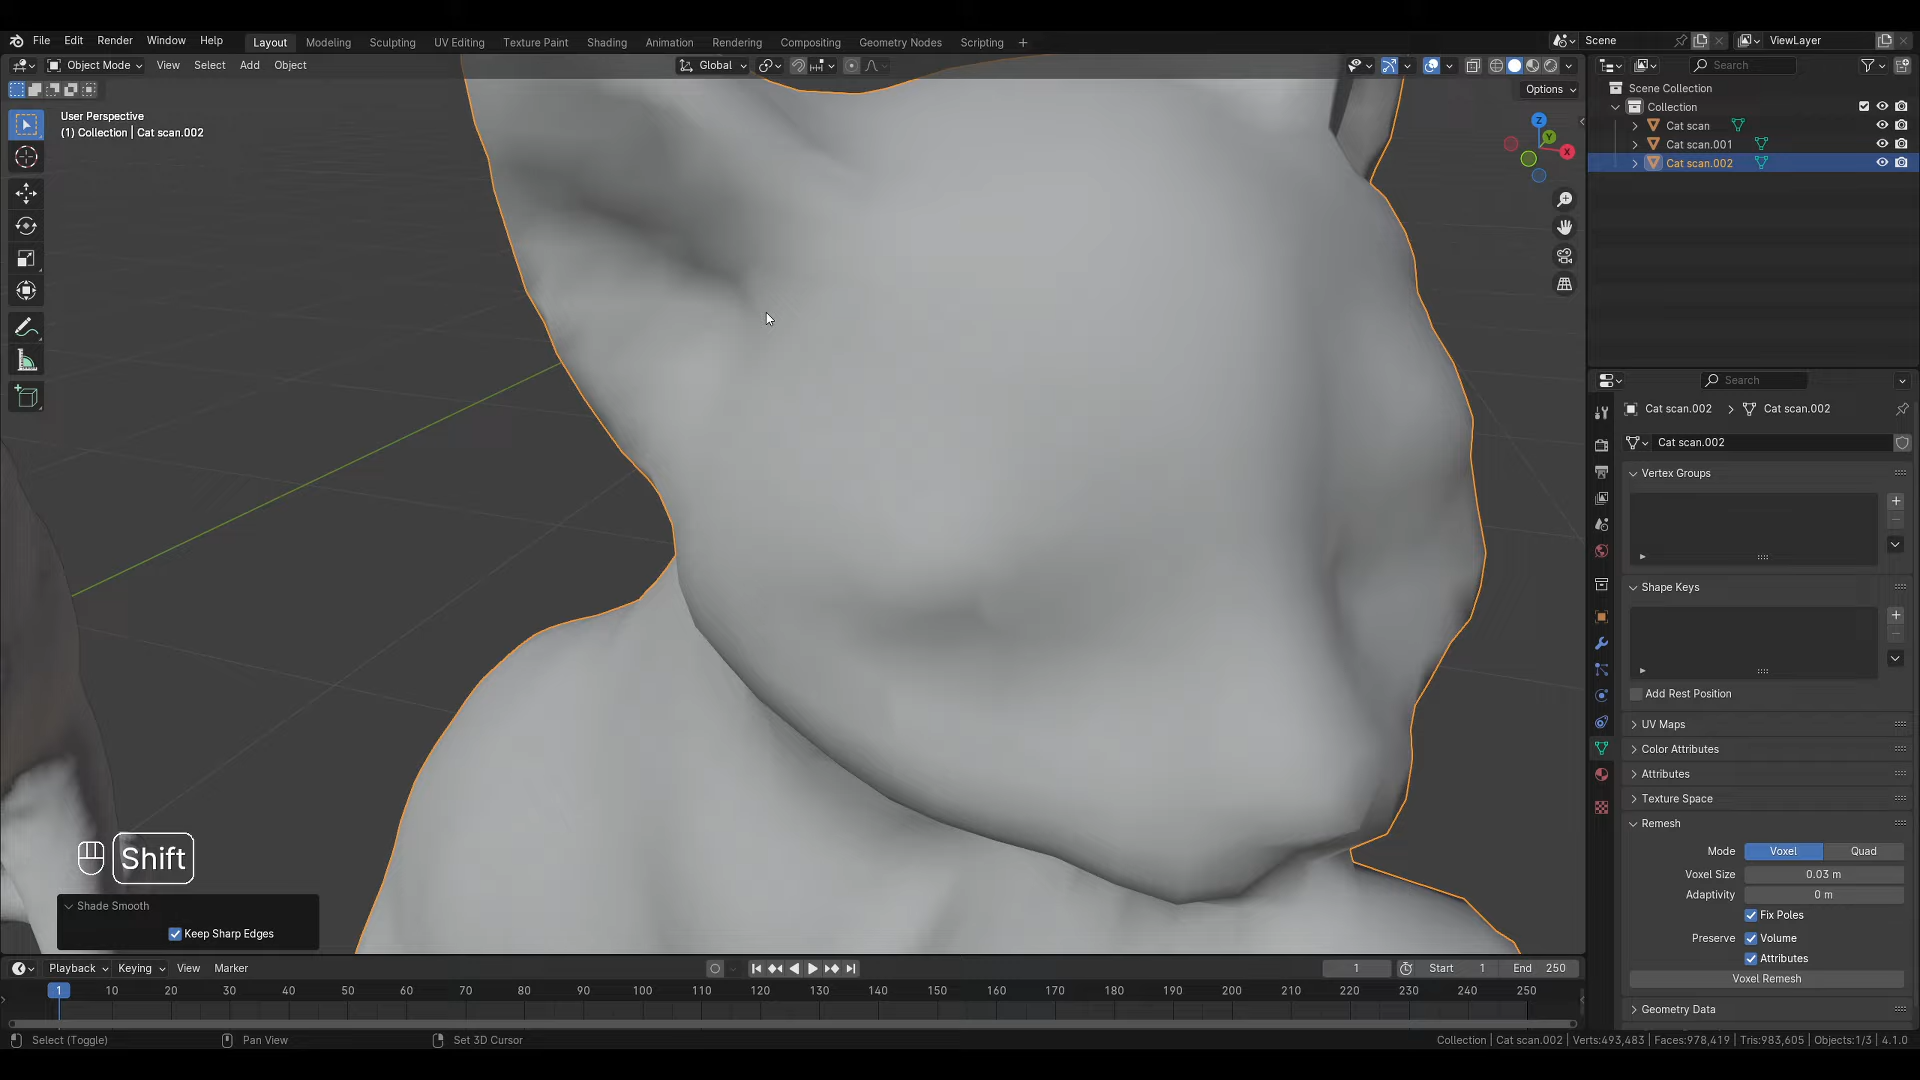 File Edit Render Window Help Layout Modeling Sculpting UV Editing Texture Paint Shading Animation Rendering Compositing Geometry Nodes Scripting + Scene ViewLayer
Object Mode View Select Add Object Global Search
Options
User Perspective
(1) Collection | Cat scan.002
Z
Y
X
Scene Collection
Collection
Cat scan
Cat scan.001
Cat scan.002
Search
Cat scan.002 > Cat scan.002
Cat scan.002
Vertex Groups
Shape Keys
Add Rest Position
UV Maps
Color Attributes
Attributes
Texture Space
Remesh
Mode Voxel Quad
Voxel Size 0.03 m
Adaptivity 0 m
Fix Poles
Preserve Volume
Attributes
Voxel Remesh
Geometry Data
Shift
Shade Smooth
Keep Sharp Edges
Playback Keying View Marker 1 Start 1 End 250
1 10 20 30 40 50 60 70 80 90 100 110 120 130 140 150 160 170 180 190 200 210 220 230 240 250
Select (Toggle) Pan View Set 3D Cursor Collection | Cat scan.002 | Verts:493,483 | Faces:978,419 | Tris:983,605 | Objects:1/3 | 4.1.0